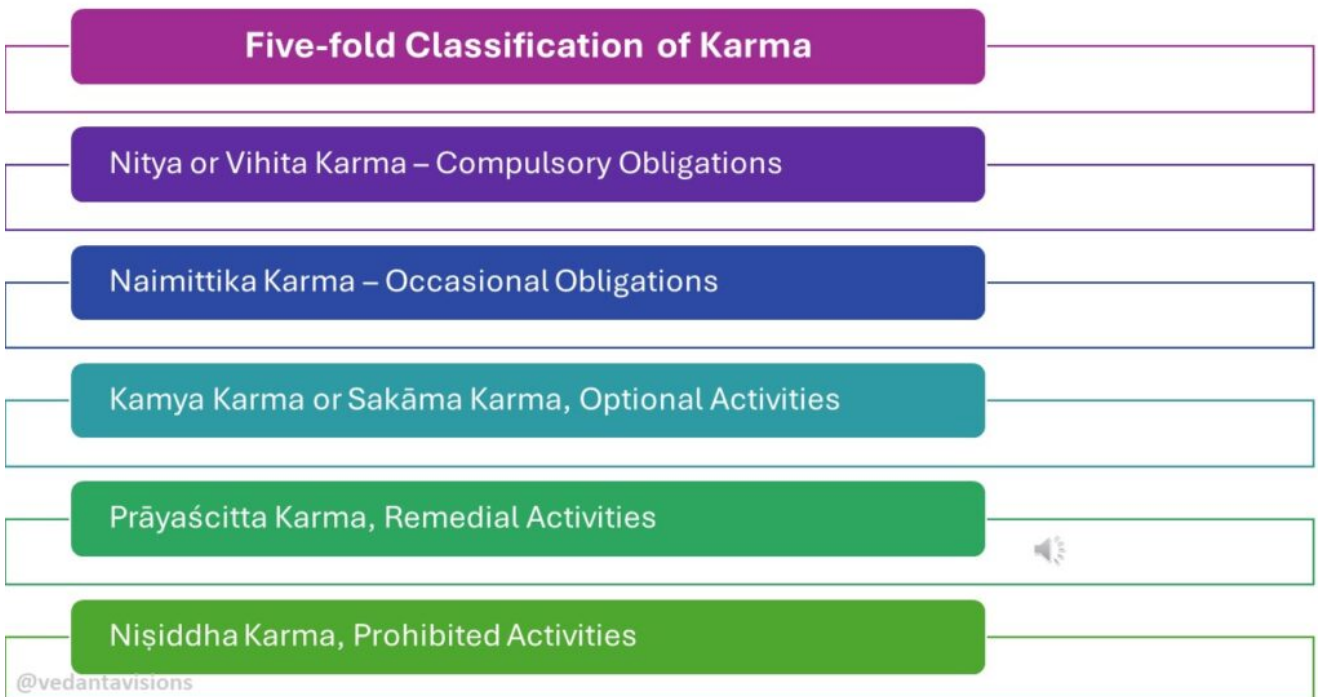 Five-fold Classification of Karma
Nitya or Vihita Karma – Compulsory Obligations
Naimittika Karma – Occasional Obligations
Kamya Karma or Sakāma Karma, Optional Activities
Prāyaścitta Karma, Remedial Activities
Niṣiddha Karma, Prohibited Activities
@vedantavisions